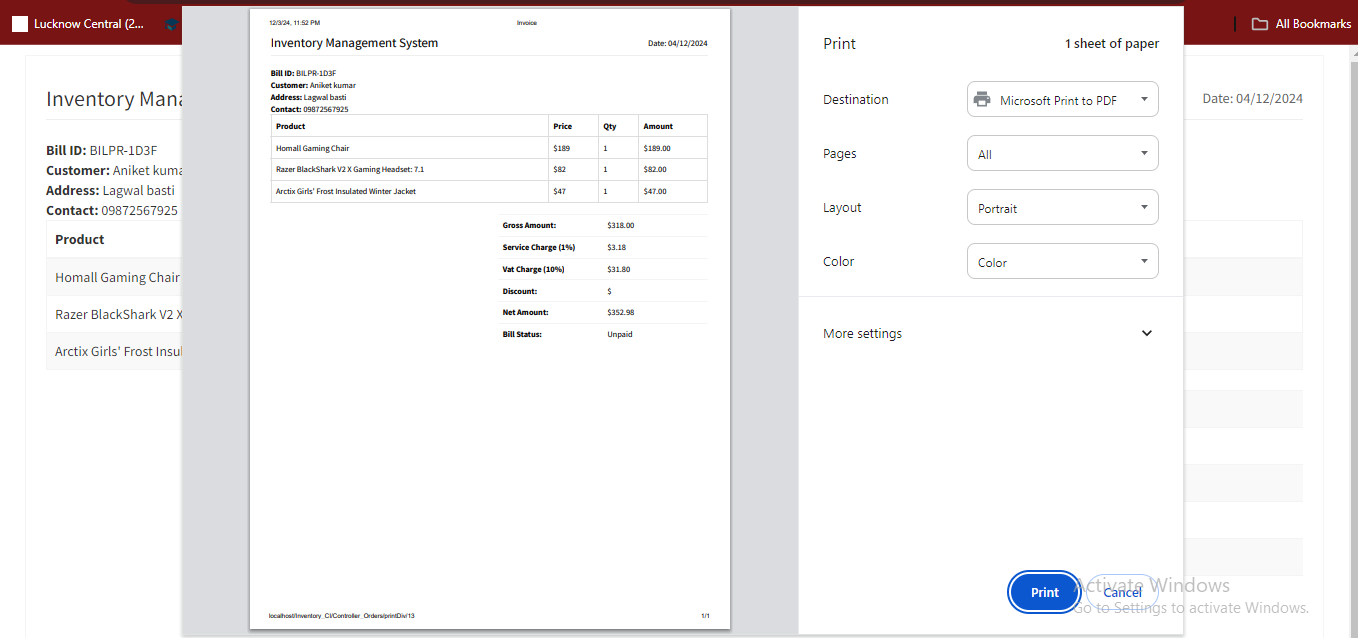 Lucknow Central (2...
All Bookmarks
Inventory Mana
Date: 04/12/2024
Bill ID: BILPR-1D3F
Customer: Aniket kuma
Address: Lagwal basti
Contact: 09872567925
Product
Homall Gaming Chair
Razer BlackShark V2 X
Arctix Girls' Frost Insul
12/3/24, 11:52 PM
Invoice
Inventory Management System
Date: 04/12/2024
Bill ID: BILPR-1D3F
Customer: Aniket kumar
Address: Lagwal basti
Contact: 09872567925
Product Price Qty Amount
Homall Gaming Chair $189 1 $189.00
Razer BlackShark V2 X Gaming Headset: 7.1 $82 1 $82.00
Arctix Girls' Frost Insulated Winter Jacket $47 1 $47.00
Gross Amount: $318.00
Service Charge (1%) $3.18
Vat Charge (10%) $31.80
Discount: $
Net Amount: $352.98
Bill Status: Unpaid
localhost/Inventory_CI/Controller_Orders/printDiv/13
1/1
Print
1 sheet of paper
Destination
Microsoft Print to PDF
Pages
All
Layout
Portrait
Color
Color
More settings
Print
Cancel
Activate Windows
Go to Settings to activate Windows.